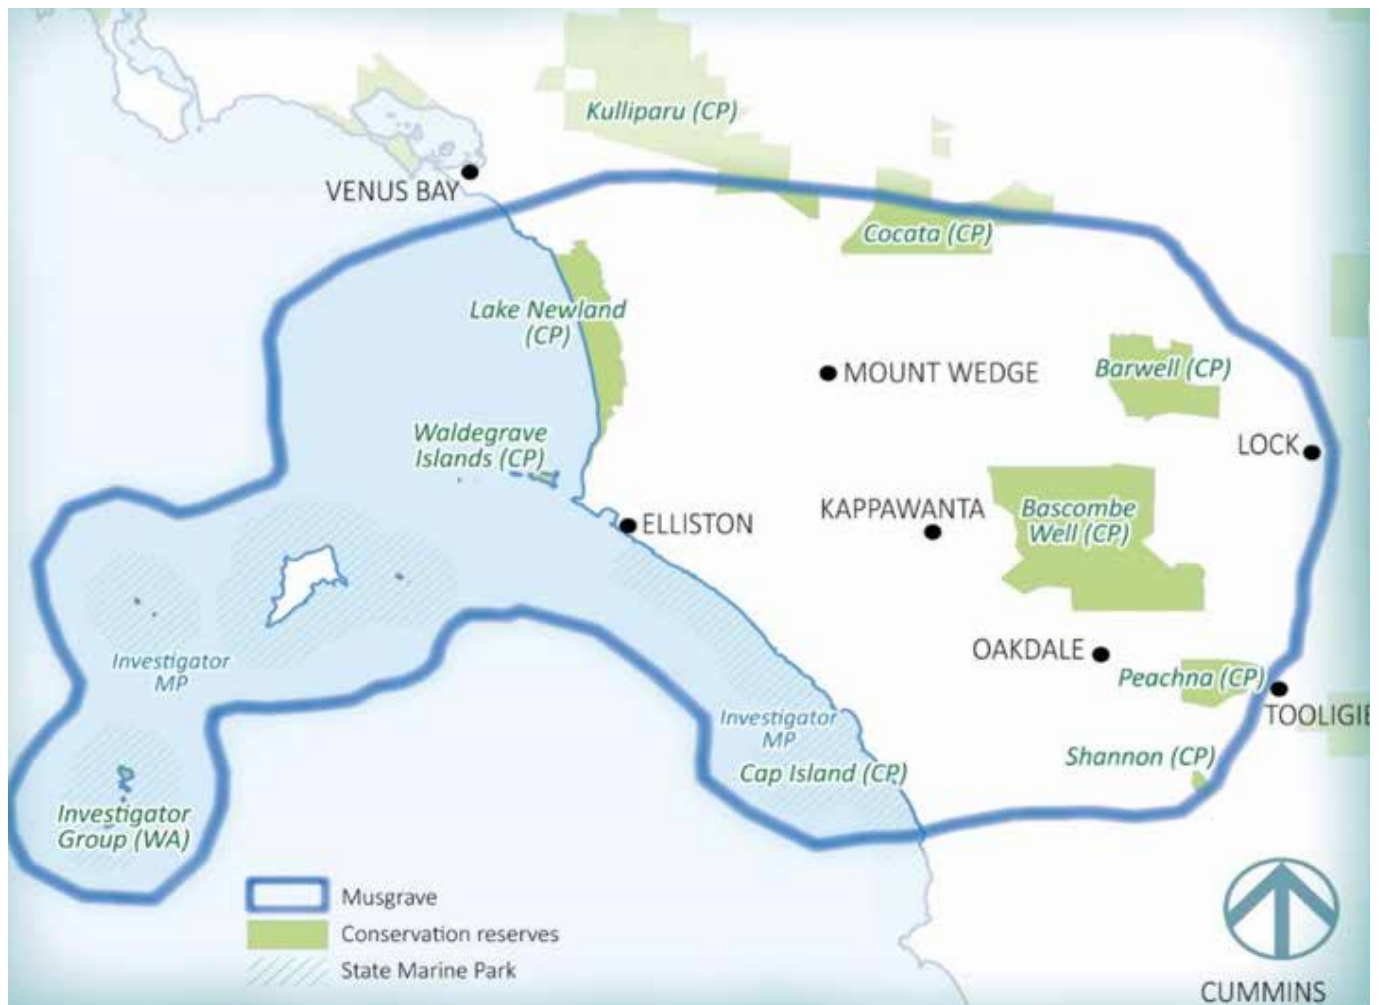 Kulliparu (CP)
VENUS BAY
Cocata (CP)
Lake Newland
(CP)
MOUNT WEDGE
Barwell (CP)
Waldegrave
Islands (CP)
LOCK
ELLISTON
KAPPAWANTA
Bascombe
Well (CP)
OAKDALE
Investigator
MP
Peachna (CP)
TOOLIGIE
Investigator
MP
Shannon (CP)
Cap Island (CP)
Investigator
Group (WA)
Musgrave
Conservation reserves
State Marine Park
CUMMINS